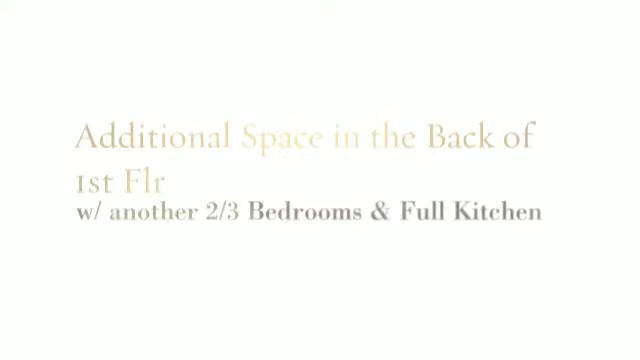 Additional Space in the Back of
1st Flr
w/ another 2/3 Bedrooms & Full Kitchen